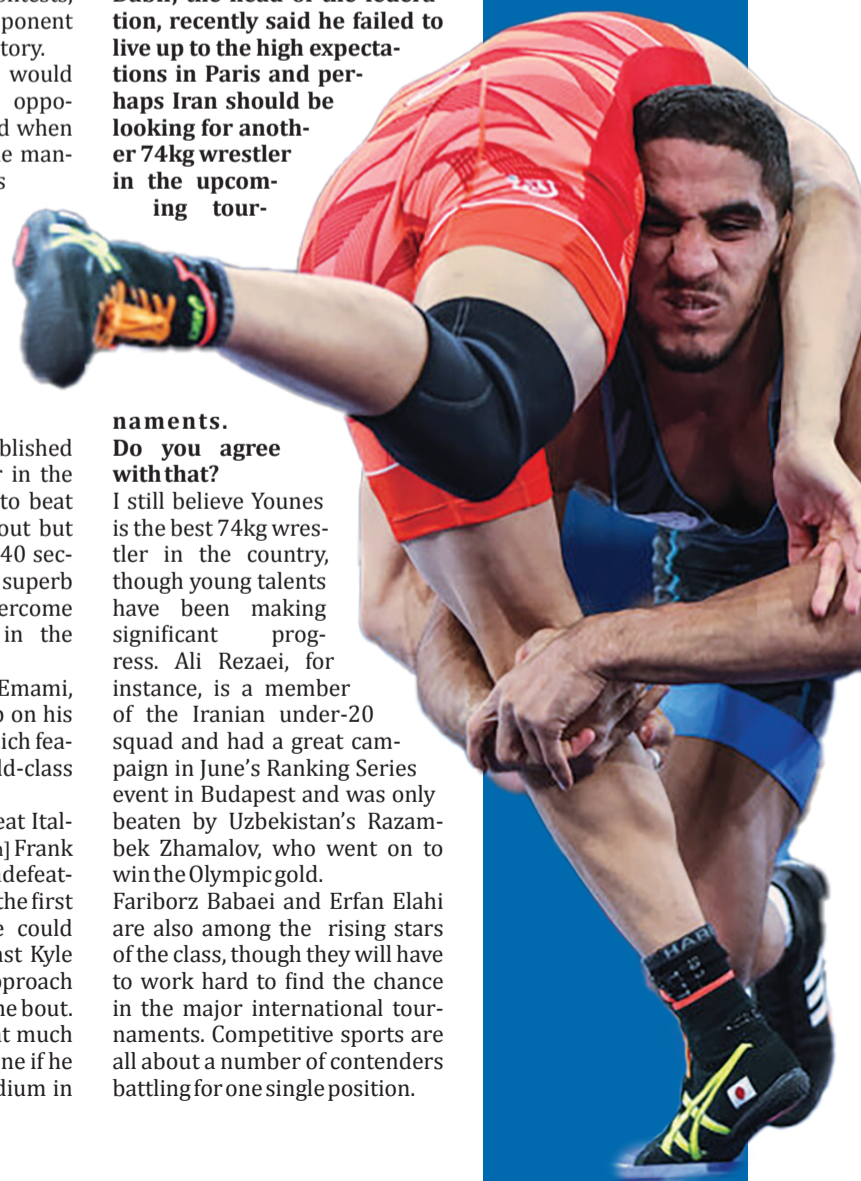 ponent
tory.
would
oppo-
d when
e man-
s
blished
r in the
to beat
out but
40 sec-
superb
ercome
in the
Emami,
o on his
ich fea-
ld-class
eat Ital-
n] Frank
ndefeat-
the first
e could
ast Kyle
pproach
he bout.
at much
ne if he
dium in
tion, recently said he failed to
live up to the high expecta-
tions in Paris and per-
haps Iran should be
looking for anoth-
er 74kg wrestler
in the upcom-
ing tour-
naments.
Do you agree
with that?
I still believe Younes
is the best 74kg wres-
tler in the country,
though young talents
have been making
significant prog-
ress. Ali Rezaei, for
instance, is a member
of the Iranian under-20
squad and had a great cam-
paign in June’s Ranking Series
event in Budapest and was only
beaten by Uzbekistan’s Razam-
bek Zhamalov, who went on to
win the Olympic gold.
Fariborz Babaei and Erfan Elahi
are also among the rising stars
of the class, though they will have
to work hard to find the chance
in the major international tour-
naments. Competitive sports are
all about a number of contenders
battling for one single position.